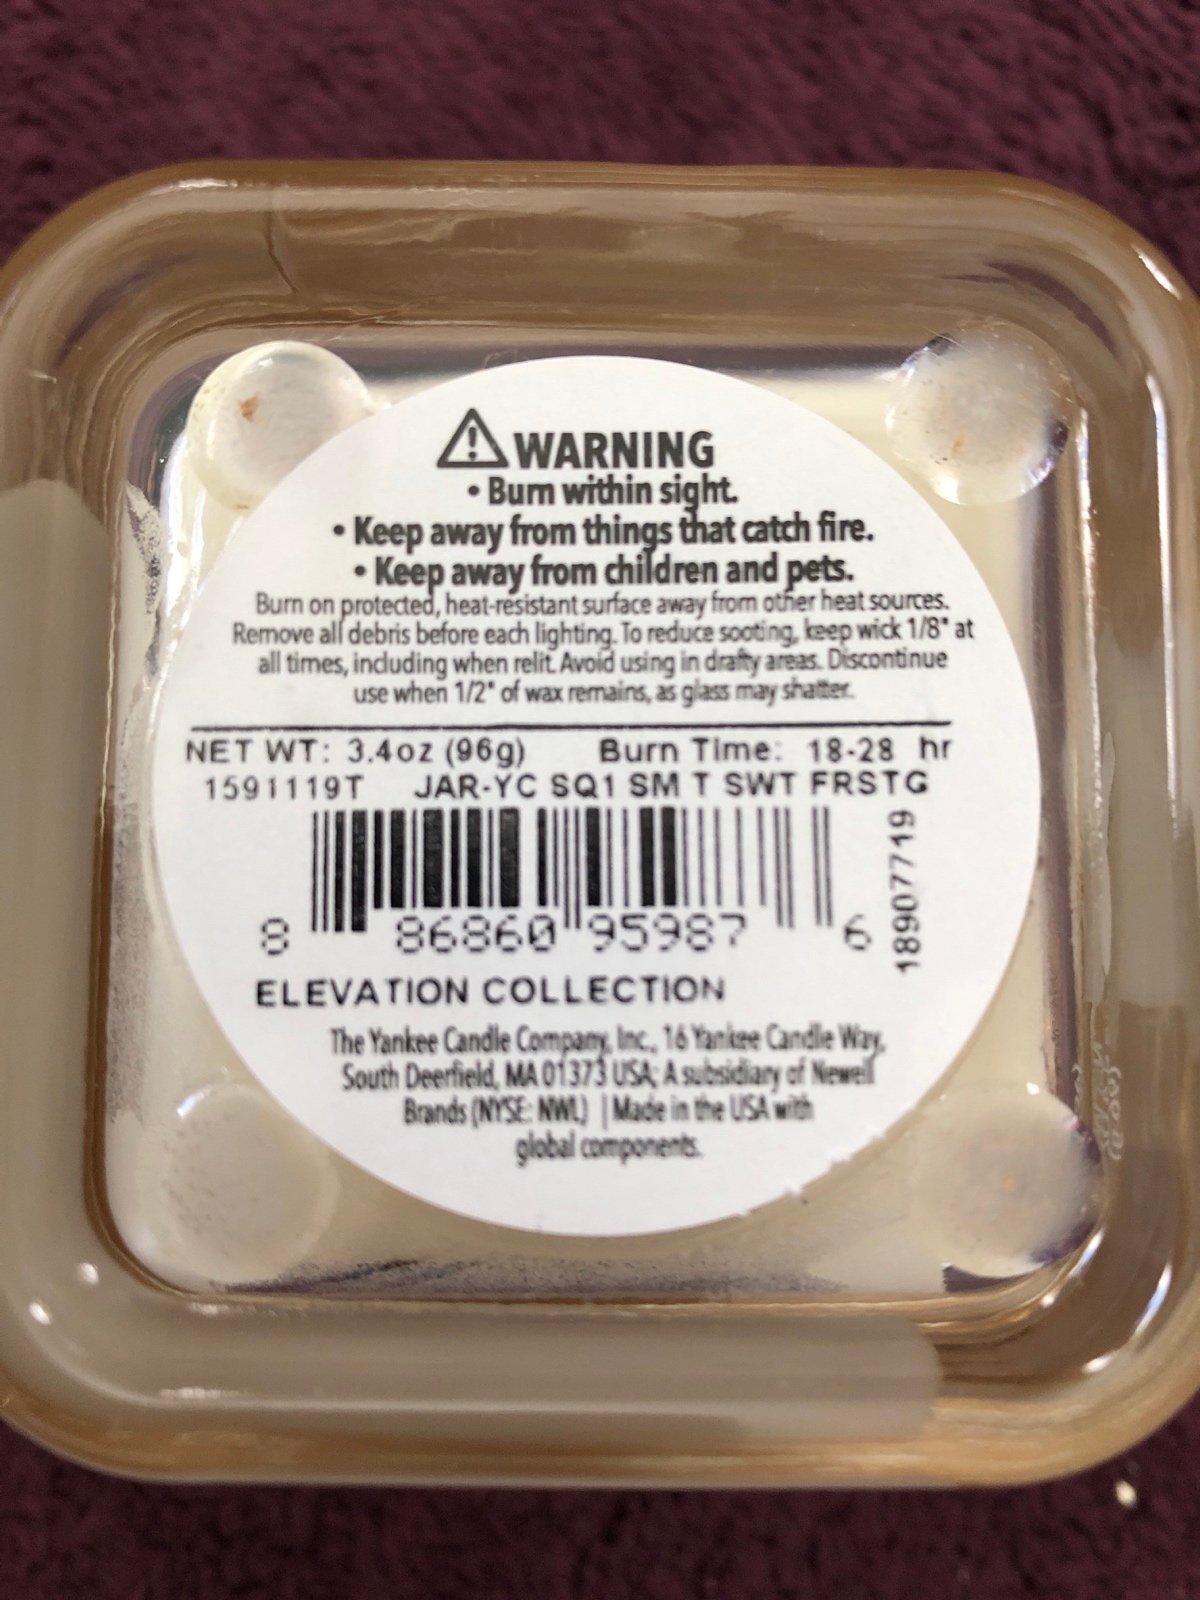 WARNING
• Burn within sight.
• Keep away from things that catch fire.
• Keep away from children and pets.
Burn on protected, heat-resistant surface away from other heat sources.
Remove all debris before each lighting. To reduce sooting, keep wick 1/8" at
all times, including when relit. Avoid using in drafty areas. Discontinue
use when 1/2" of wax remains, as glass may shatter.
NET WT: 3.4oz (96g) Burn Time: 18-28 hr
1591119T JAR-YC SQ1 SM T SWT FRSTG
8 86860 95987 6
18907719
ELEVATION COLLECTION
The Yankee Candle Company, Inc., 16 Yankee Candle Way,
South Deerfield, MA 01373 USA; A subsidiary of Newell
Brands (NYSE: NWL) | Made in the USA with
global components.